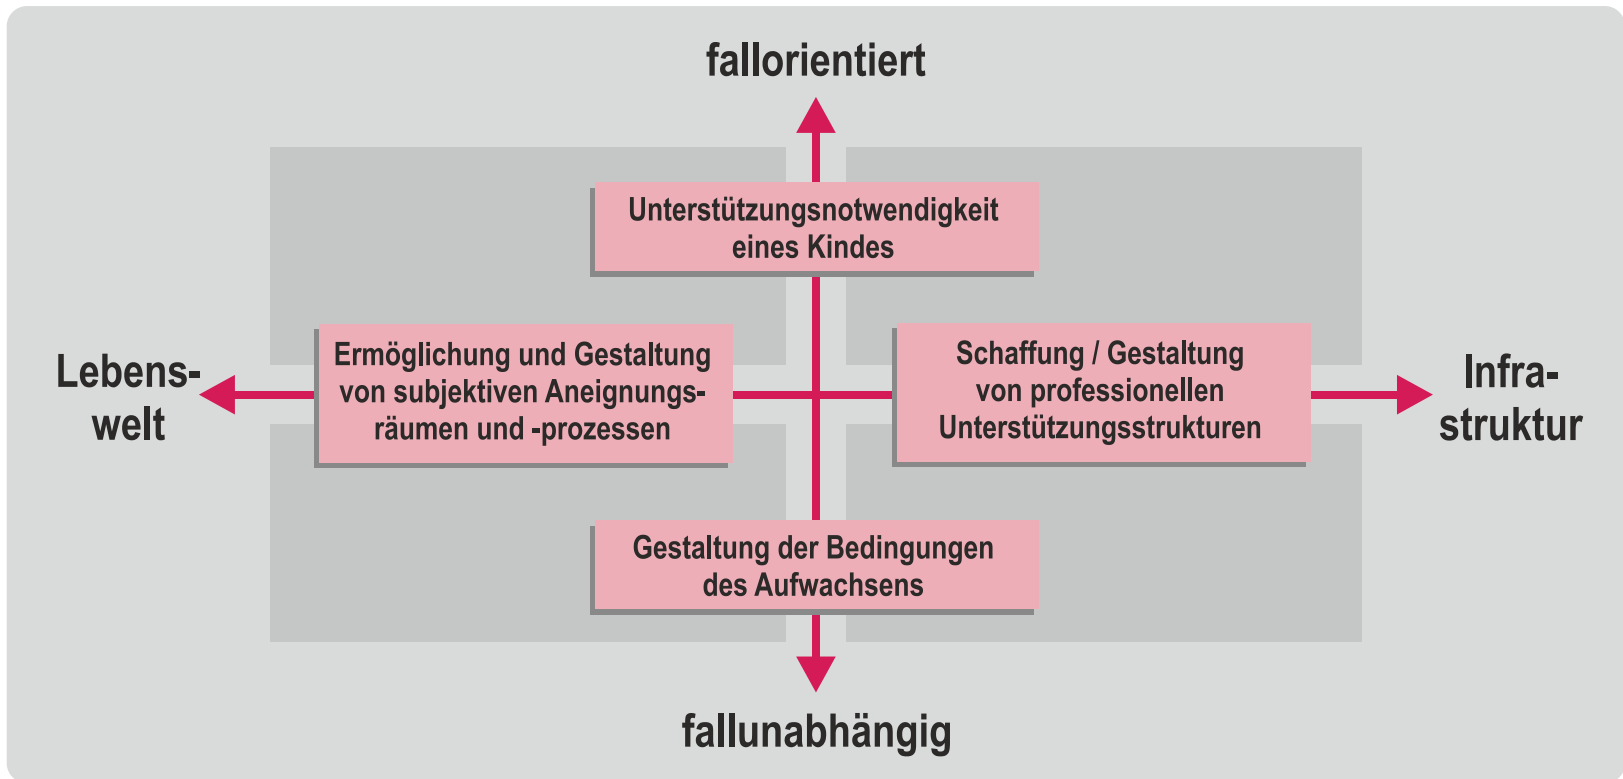 fallorientiert
Unterstützungsnotwendigkeit
eines Kindes
Lebens-
welt
Ermöglichung und Gestaltung
von subjektiven Aneignungs-
räumen und -prozessen
Schaffung / Gestaltung
von professionellen
Unterstützungsstrukturen
Infra-
struktur
Gestaltung der Bedingungen
des Aufwachsens
fallunabhängig